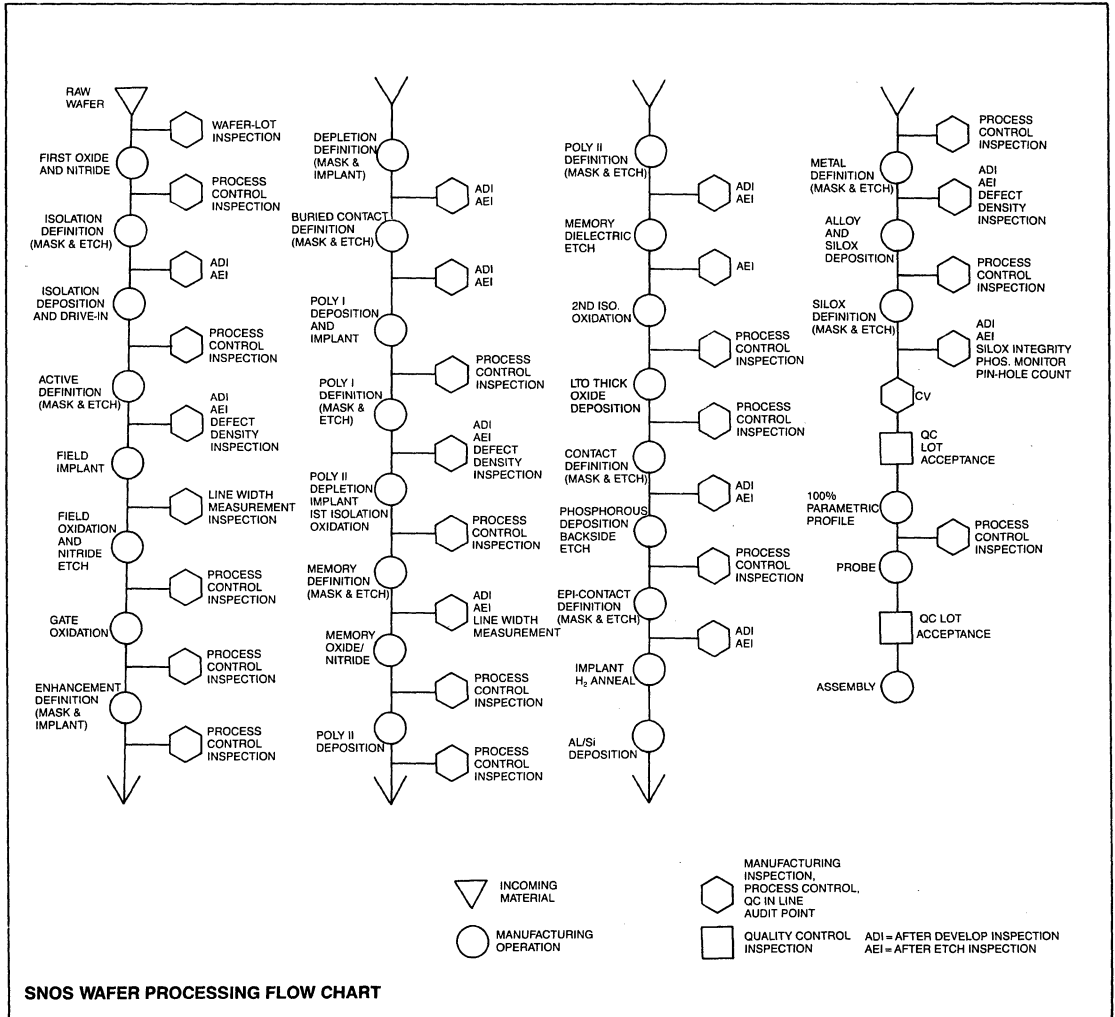 RAW
WAFER
WAFER-LOT
INSPECTION
FIRST OXIDE
AND NITRIDE
PROCESS
CONTROL
INSPECTION
ISOLATION
DEFINITION
(MASK & ETCH)
ADI
AEI
ISOLATION
DEPOSITION
AND DRIVE-IN
PROCESS
CONTROL
INSPECTION
ACTIVE
DEFINITION
(MASK & ETCH)
ADI
AEI
DEFECT
DENSITY
INSPECTION
FIELD
IMPLANT
LINE WIDTH
MEASUREMENT
INSPECTION
FIELD
OXIDATION
AND
NITRIDE
ETCH
PROCESS
CONTROL
INSPECTION
GATE
OXIDATION
PROCESS
CONTROL
INSPECTION
ENHANCEMENT
DEFINITION
(MASK &
IMPLANT)
PROCESS
CONTROL
INSPECTION
DEPLETION
DEFINITION
(MASK &
IMPLANT)
ADI
AEI
BURIED CONTACT
DEFINITION
(MASK & ETCH)
ADI
AEI
POLY I
DEPOSITION
AND
IMPLANT
PROCESS
CONTROL
INSPECTION
POLY I
DEFINITION
(MASK &
ETCH)
ADI
AEI
DEFECT
DENSITY
INSPECTION
POLY II
DEPLETION
IMPLANT
IST ISOLATION
OXIDATION
PROCESS
CONTROL
INSPECTION
MEMORY
DEFINITION
(MASK & ETCH)
ADI
AEI
LINE WIDTH
MEASUREMENT
MEMORY
OXIDE/
NITRIDE
PROCESS
CONTROL
INSPECTION
POLY II
DEPOSITION
PROCESS
CONTROL
INSPECTION
POLY II
DEFINITION
(MASK & ETCH)
ADI
AEI
MEMORY
DIELECTRIC
ETCH
AEI
2ND ISO.
OXIDATION
PROCESS
CONTROL
INSPECTION
LTO THICK
OXIDE
DEPOSITION
PROCESS
CONTROL
INSPECTION
CONTACT
DEFINITION
(MASK & ETCH)
ADI
AEI
PHOSPHOROUS
DEPOSITION
BACKSIDE
ETCH
PROCESS
CONTROL
INSPECTION
EPI-CONTACT
DEFINITION
(MASK & ETCH)
ADI
AEI
IMPLANT
H₂ ANNEAL
AL/Si
DEPOSITION
PROCESS
CONTROL
INSPECTION
METAL
DEFINITION
(MASK & ETCH)
ADI
AEI
DEFECT
DENSITY
INSPECTION
ALLOY
AND
SILOX
DEPOSITION
PROCESS
CONTROL
INSPECTION
SILOX
DEFINITION
(MASK & ETCH)
ADI
AEI
SILOX INTEGRITY
PHOS. MONITOR
PIN-HOLE COUNT
CV
QC
LOT
ACCEPTANCE
100%
PARAMETRIC
PROFILE
PROCESS
CONTROL
INSPECTION
PROBE
QC LOT
ACCEPTANCE
ASSEMBLY
INCOMING
MATERIAL
MANUFACTURING
OPERATION
MANUFACTURING
INSPECTION,
PROCESS CONTROL,
QC IN LINE
AUDIT POINT
QUALITY CONTROL
INSPECTION
ADI = AFTER DEVELOP INSPECTION
AEI = AFTER ETCH INSPECTION
SNOS WAFER PROCESSING FLOW CHART